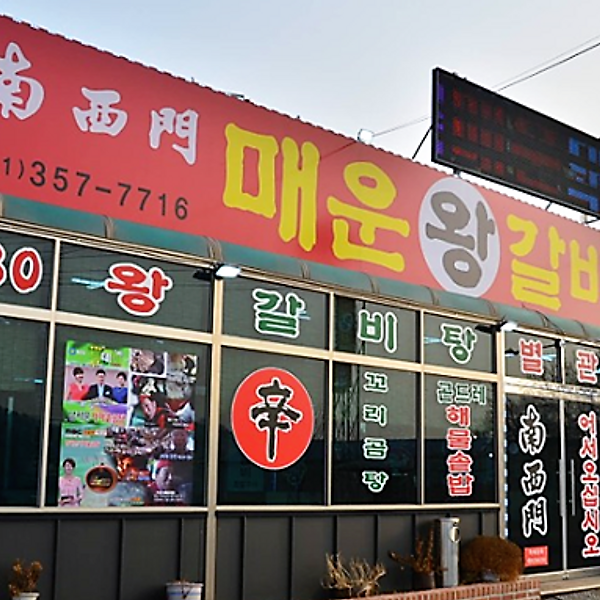 南西門 매운왕갈비
1)357-7716
30 왕갈비탕 별관
辛
꼬리곰탕
곤드레
해물솥밥
南西門
어서오십시오